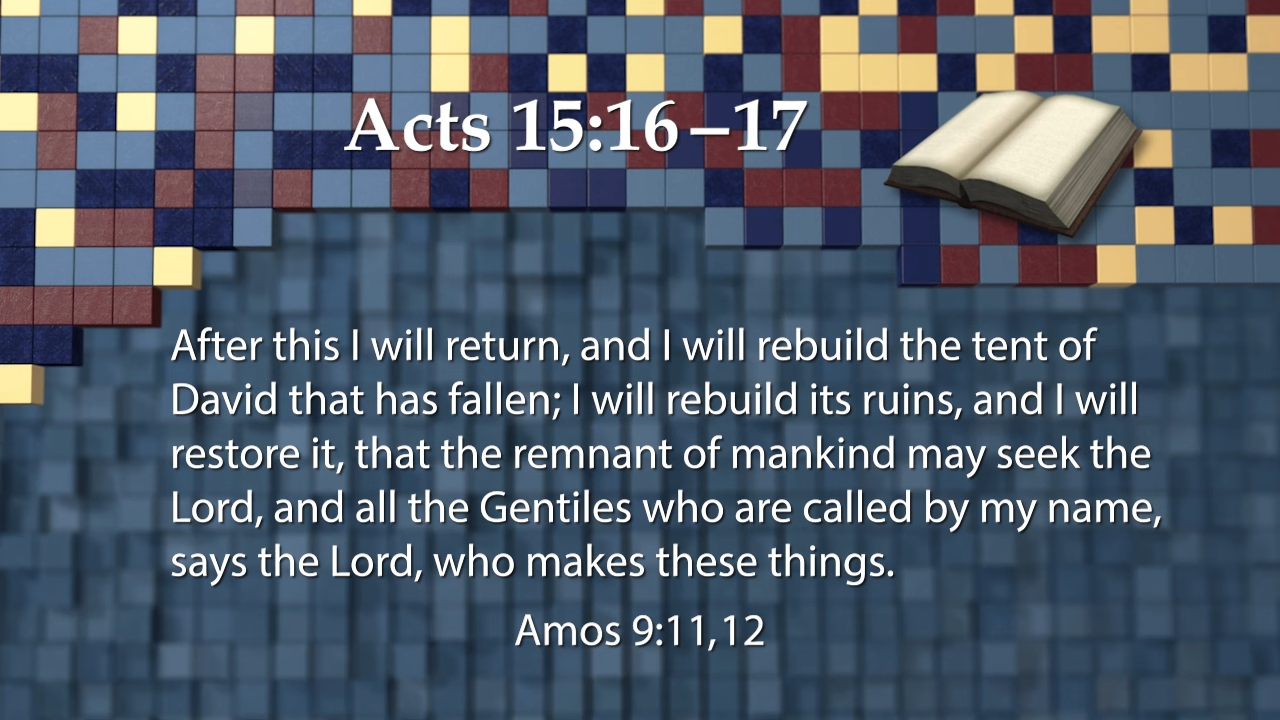 Acts 15:16–17
After this I will return, and I will rebuild the tent of
David that has fallen; I will rebuild its ruins, and I will
restore it, that the remnant of mankind may seek the
Lord, and all the Gentiles who are called by my name,
says the Lord, who makes these things.
Amos 9:11,12